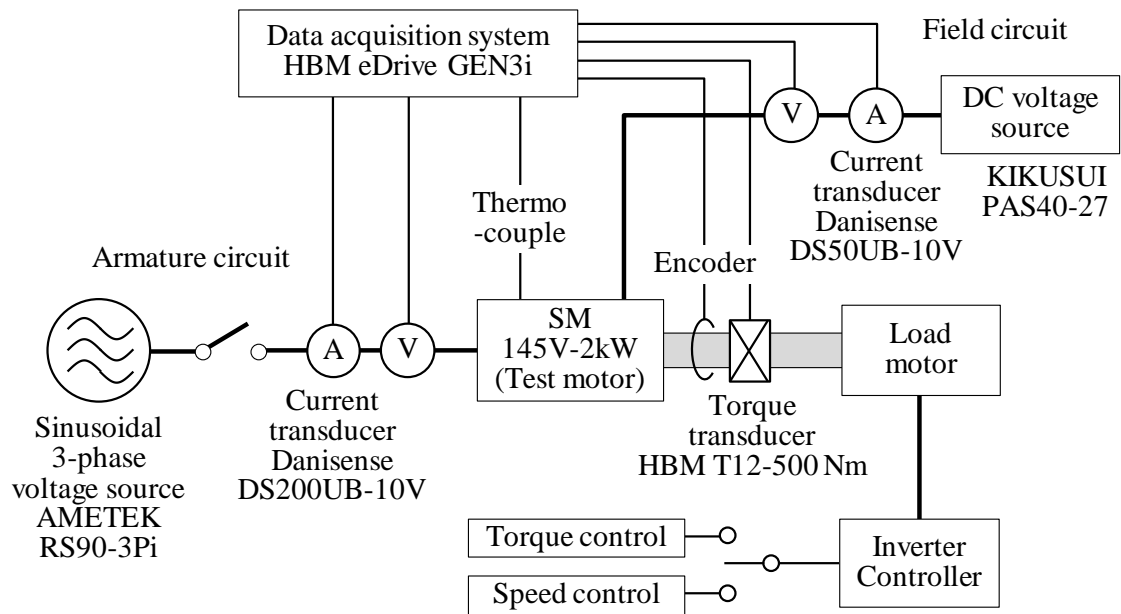 Data acquisition system
HBM eDrive GEN3i
Field circuit
V
A
DC voltage
source
Current
transducer
Danisense
DS50UB-10V
KIKUSUI
PAS40-27
Thermo
-couple
Encoder
Armature circuit
A
V
SM
145V-2kW
(Test motor)
Load
motor
Sinusoidal
3-phase
voltage source
AMETEK
RS90-3Pi
Current
transducer
Danisense
DS200UB-10V
Torque
transducer
HBM T12-500 Nm
Torque control
Speed control
Inverter
Controller